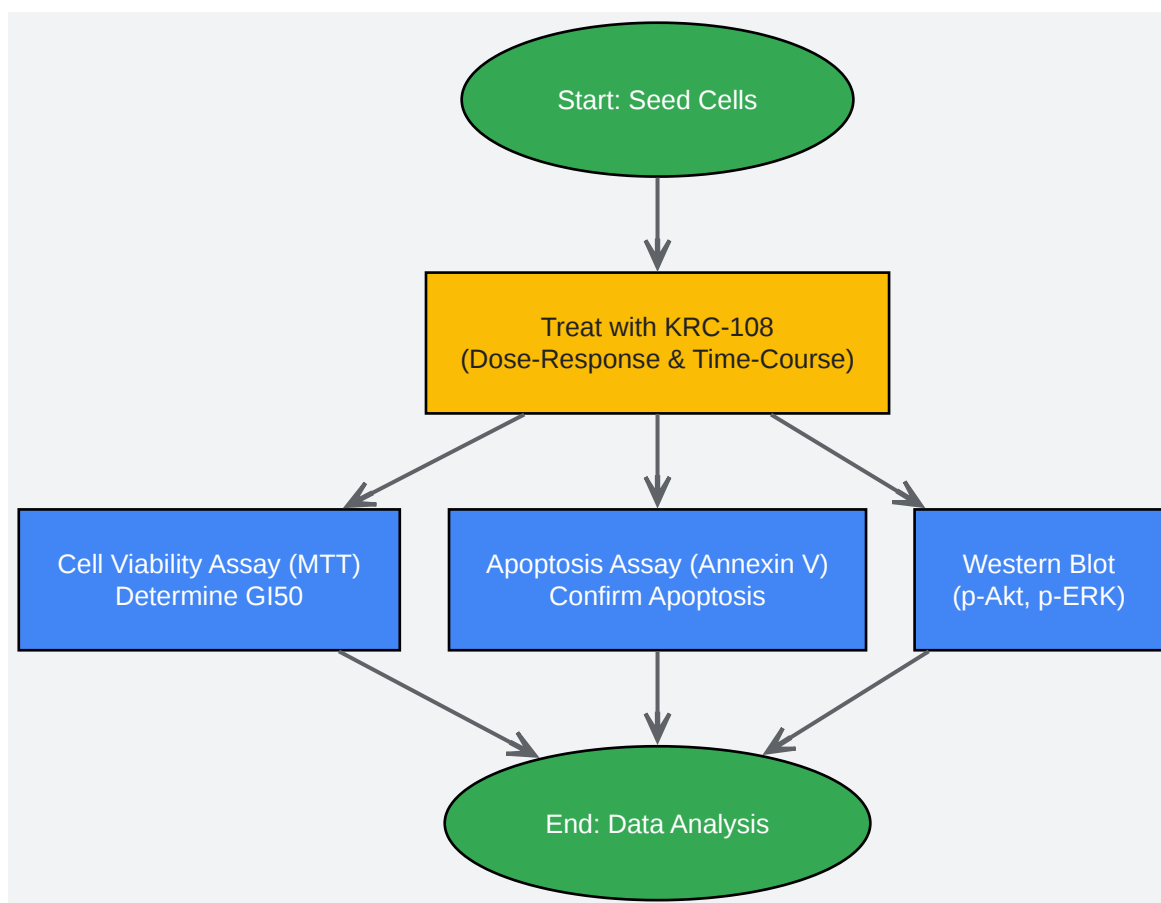 Start: Seed Cells
Treat with KRC-108
(Dose-Response & Time-Course)
Cell Viability Assay (MTT)
Determine GI50
Apoptosis Assay (Annexin V)
Confirm Apoptosis
Western Blot
(p-Akt, p-ERK)
End: Data Analysis